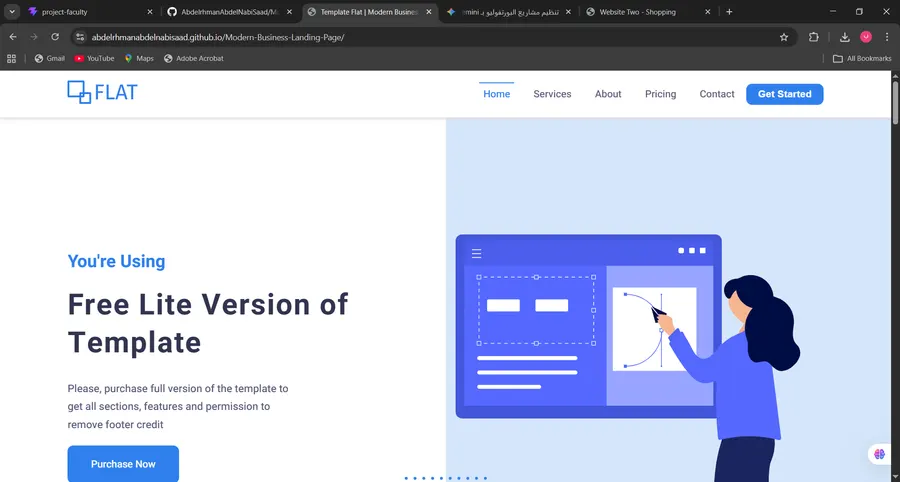 project-faculty
AbdelrhmanAbdelNabiSaad/M
Template Flat | Modern Busines
تنظيم مشاريع البورتفوليو بـ emini
Website Two - Shopping
abdelrhmanabdelnabisaad.github.io/Modern-Business-Landing-Page/
Gmail
YouTube
Maps
Adobe Acrobat
All Bookmarks
FLAT
Home
Services
About
Pricing
Contact
Get Started
You're Using
Free Lite Version of
Template
Please, purchase full version of the template to
get all sections, features and permission to
remove footer credit
Purchase Now